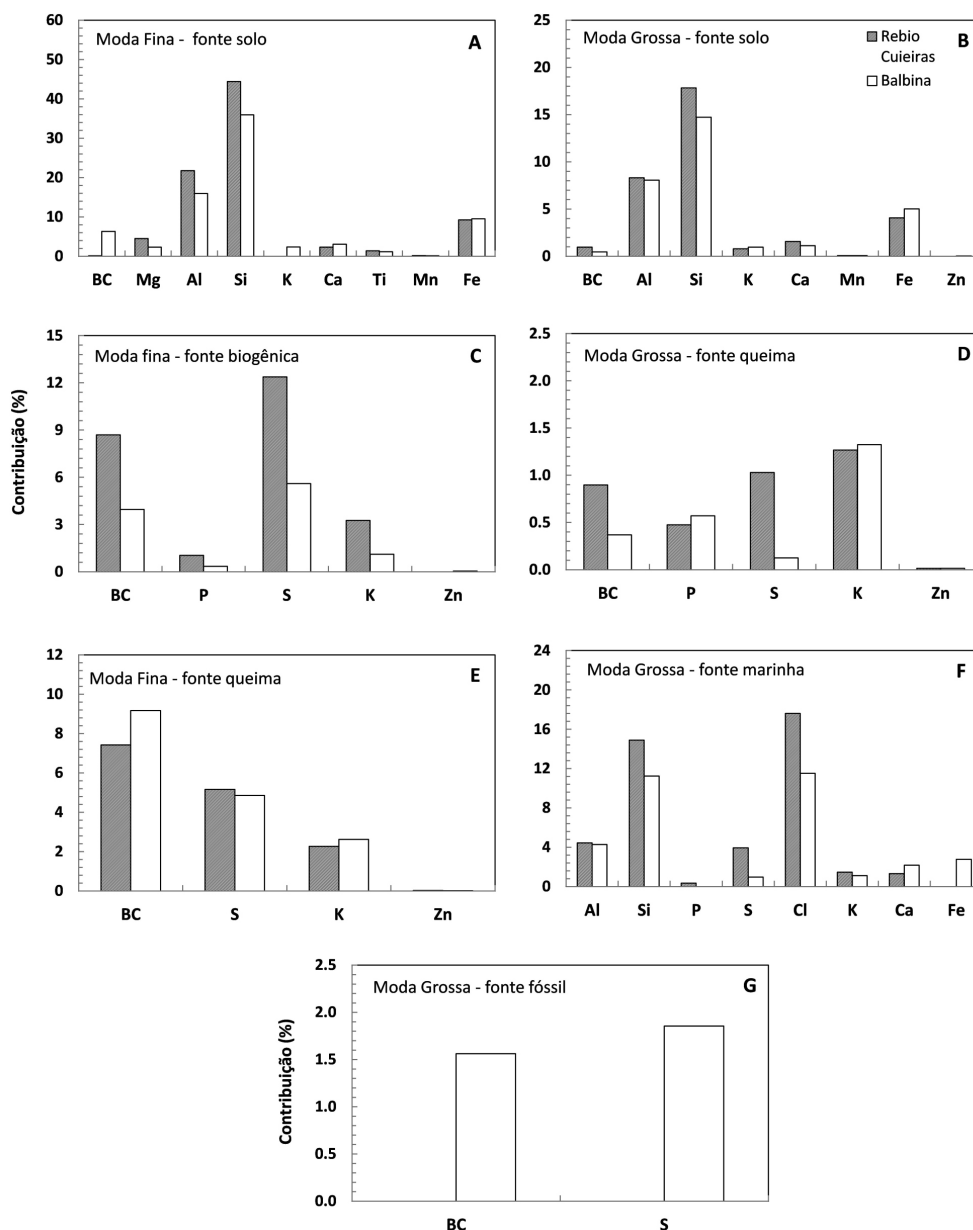 Moda Fina - fonte solo
A
60
50
40
30
20
10
0
BC Mg Al Si K Ca Ti Mn Fe
Moda Grossa - fonte solo
B
Rebio
Cuieiras
Balbina
25
20
15
10
5
0
BC Al Si K Ca Mn Fe Zn
Contribuição (%)
Moda fina - fonte biogênica
C
15
12
9
6
3
0
BC P S K Zn
Moda Grossa - fonte queima
D
2.5
2.0
1.5
1.0
0.5
0.0
BC P S K Zn
Moda Fina - fonte queima
E
12
10
8
6
4
2
0
BC S K Zn
Moda Grossa - fonte marinha
F
24
20
16
12
8
4
0
Al Si P S Cl K Ca Fe
Contribuição (%)
Moda Grossa - fonte fóssil
G
2.5
2.0
1.5
1.0
0.5
0.0
BC S